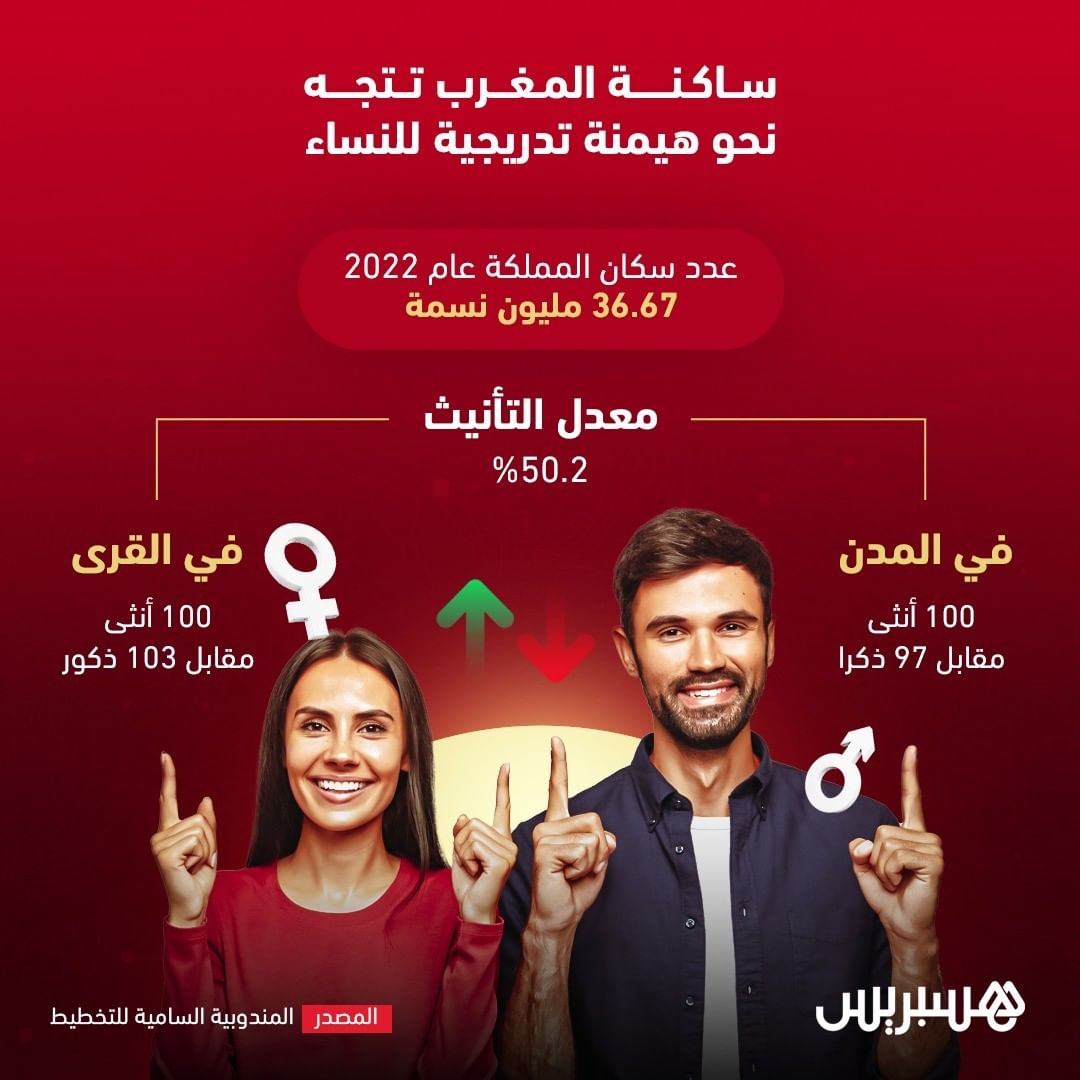 ساكنة المغرب تتجه
نحو هيمنة تدريجية للنساء
عدد سكان المملكة عام 2022
36.67 مليون نسمة
معدل التأنيث
%50.2
في المدن
100 أنثى
مقابل 97 ذكرا
في القرى
100 أنثى
مقابل 103 ذكور
المصدر المندوبية السامية للتخطيط
هسبريس